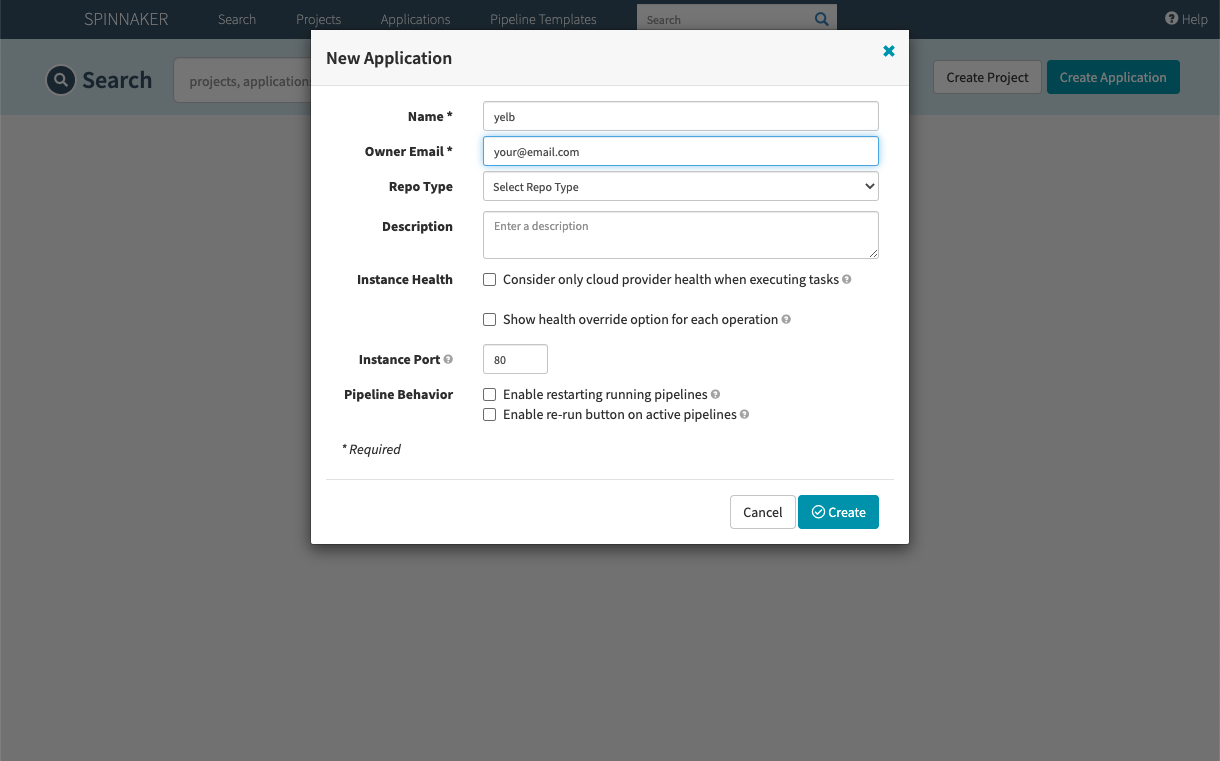 SPINNAKER Search Projects Applications Pipeline Templates Search Help
Search projects, applications Create Project Create Application
New Application
Name * yelb
Owner Email * your@email.com
Repo Type Select Repo Type
Description Enter a description
Instance Health Consider only cloud provider health when executing tasks
Show health override option for each operation
Instance Port 80
Pipeline Behavior Enable restarting running pipelines
Enable re-run button on active pipelines
* Required
Cancel Create